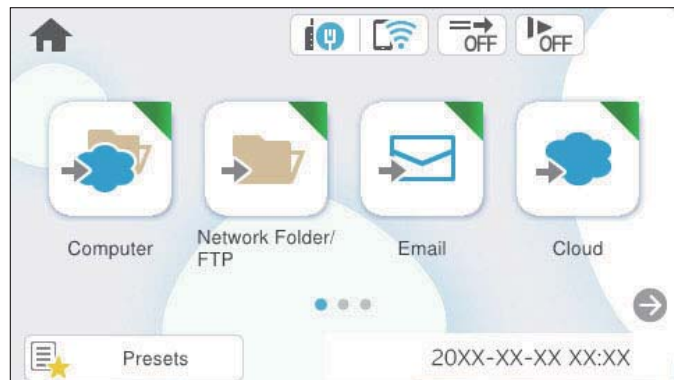 OFF
OFF
Computer
Network Folder/
FTP
Email
Cloud
Presets
20XX-XX-XX XX:XX